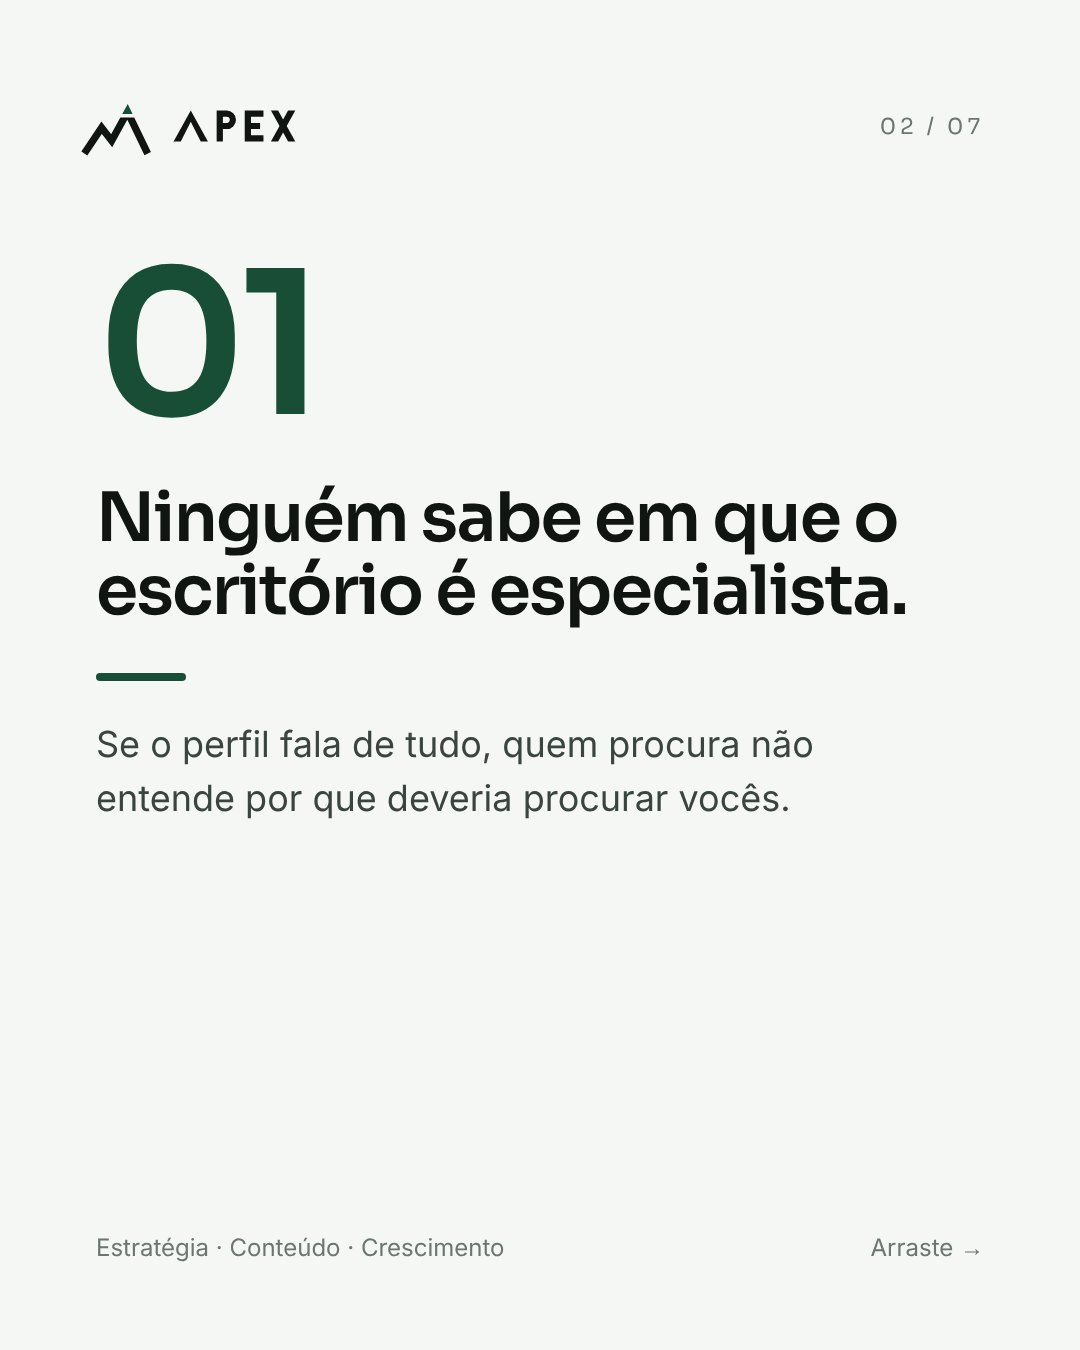 APEX
02 / 07
01
Ninguém sabe em que o
escritório é especialista.
Se o perfil fala de tudo, quem procura não
entende por que deveria procurar vocês.
Estratégia · Conteúdo · Crescimento
Arraste →